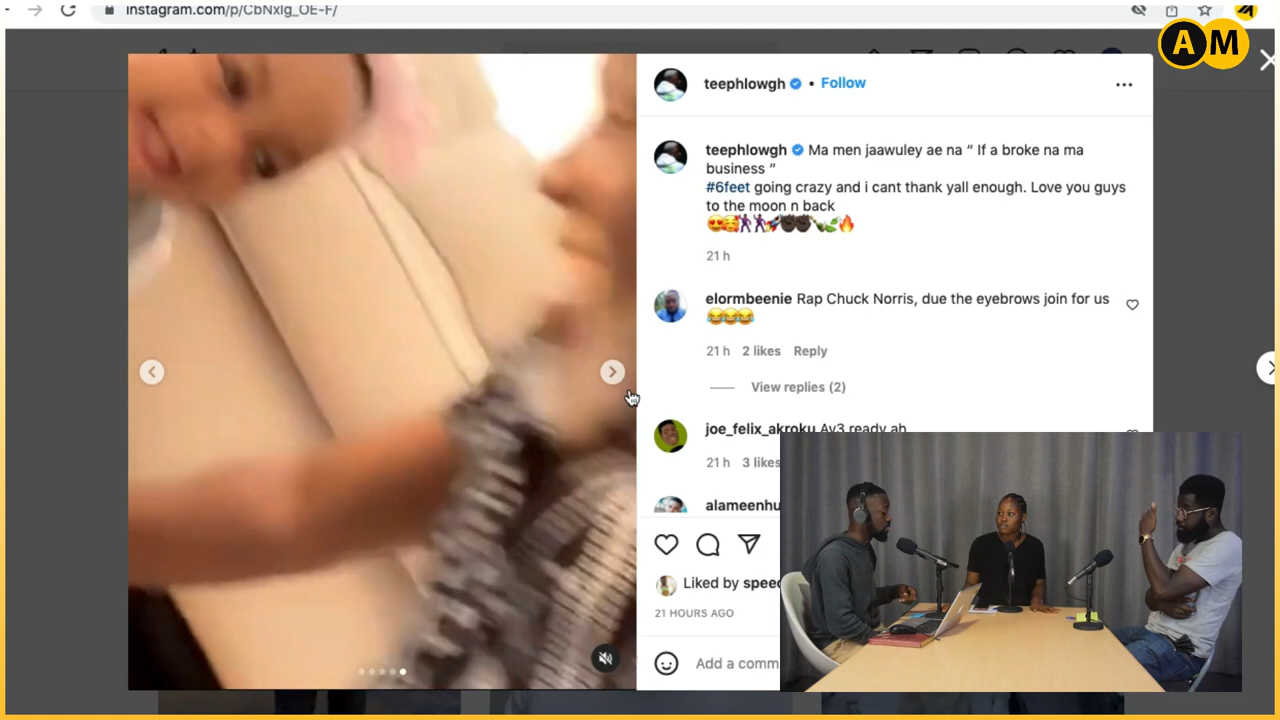 instagram.com/p/CbNxlg_OE-F/
AM
teephlowgh • Follow
teephlowgh Ma men jaawuley ae na “ If a broke na ma
business “
#6feet going crazy and i cant thank yall enough. Love you guys
to the moon n back
21 h
elormbeenie Rap Chuck Norris, due the eyebrows join for us
21 h 2 likes Reply
View replies (2)
joe_felix_akroku Ay3 ready ah
21 h 3 likes
alameenhu
Liked by speed
21 HOURS AGO
Add a comm